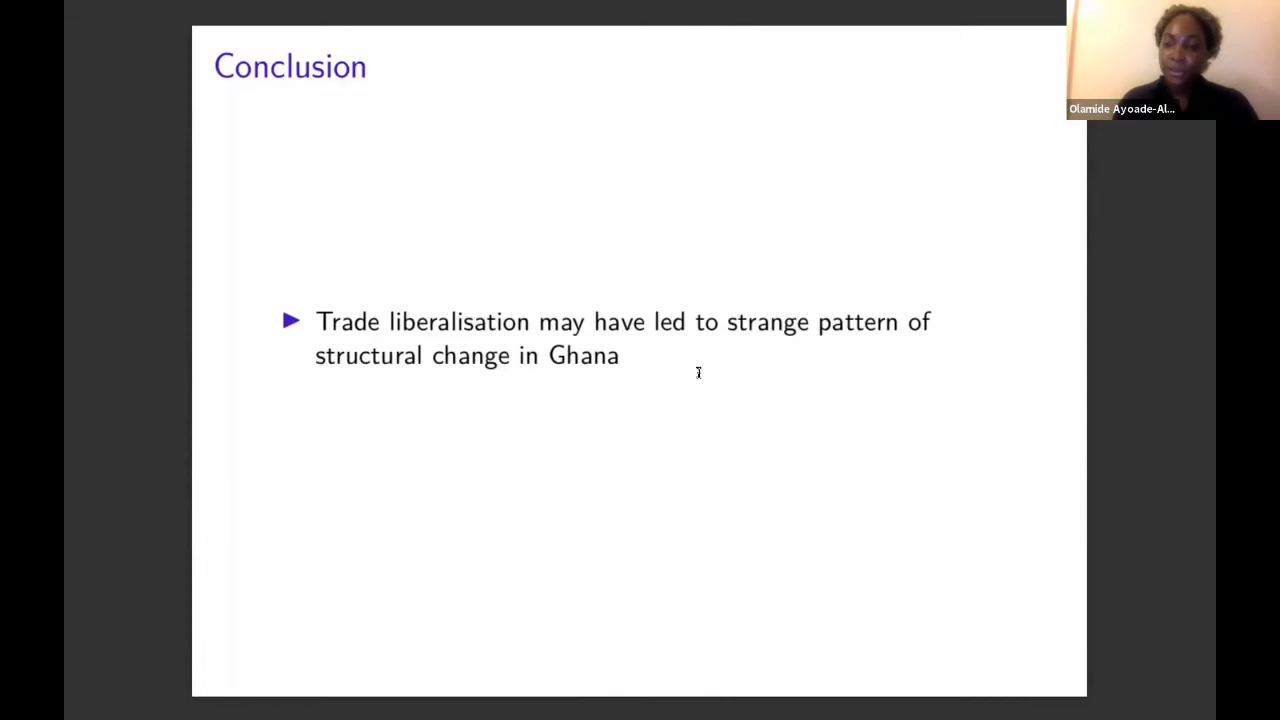 Conclusion
Olamide Ayoade-Al...
Trade liberalisation may have led to strange pattern of
structural change in Ghana